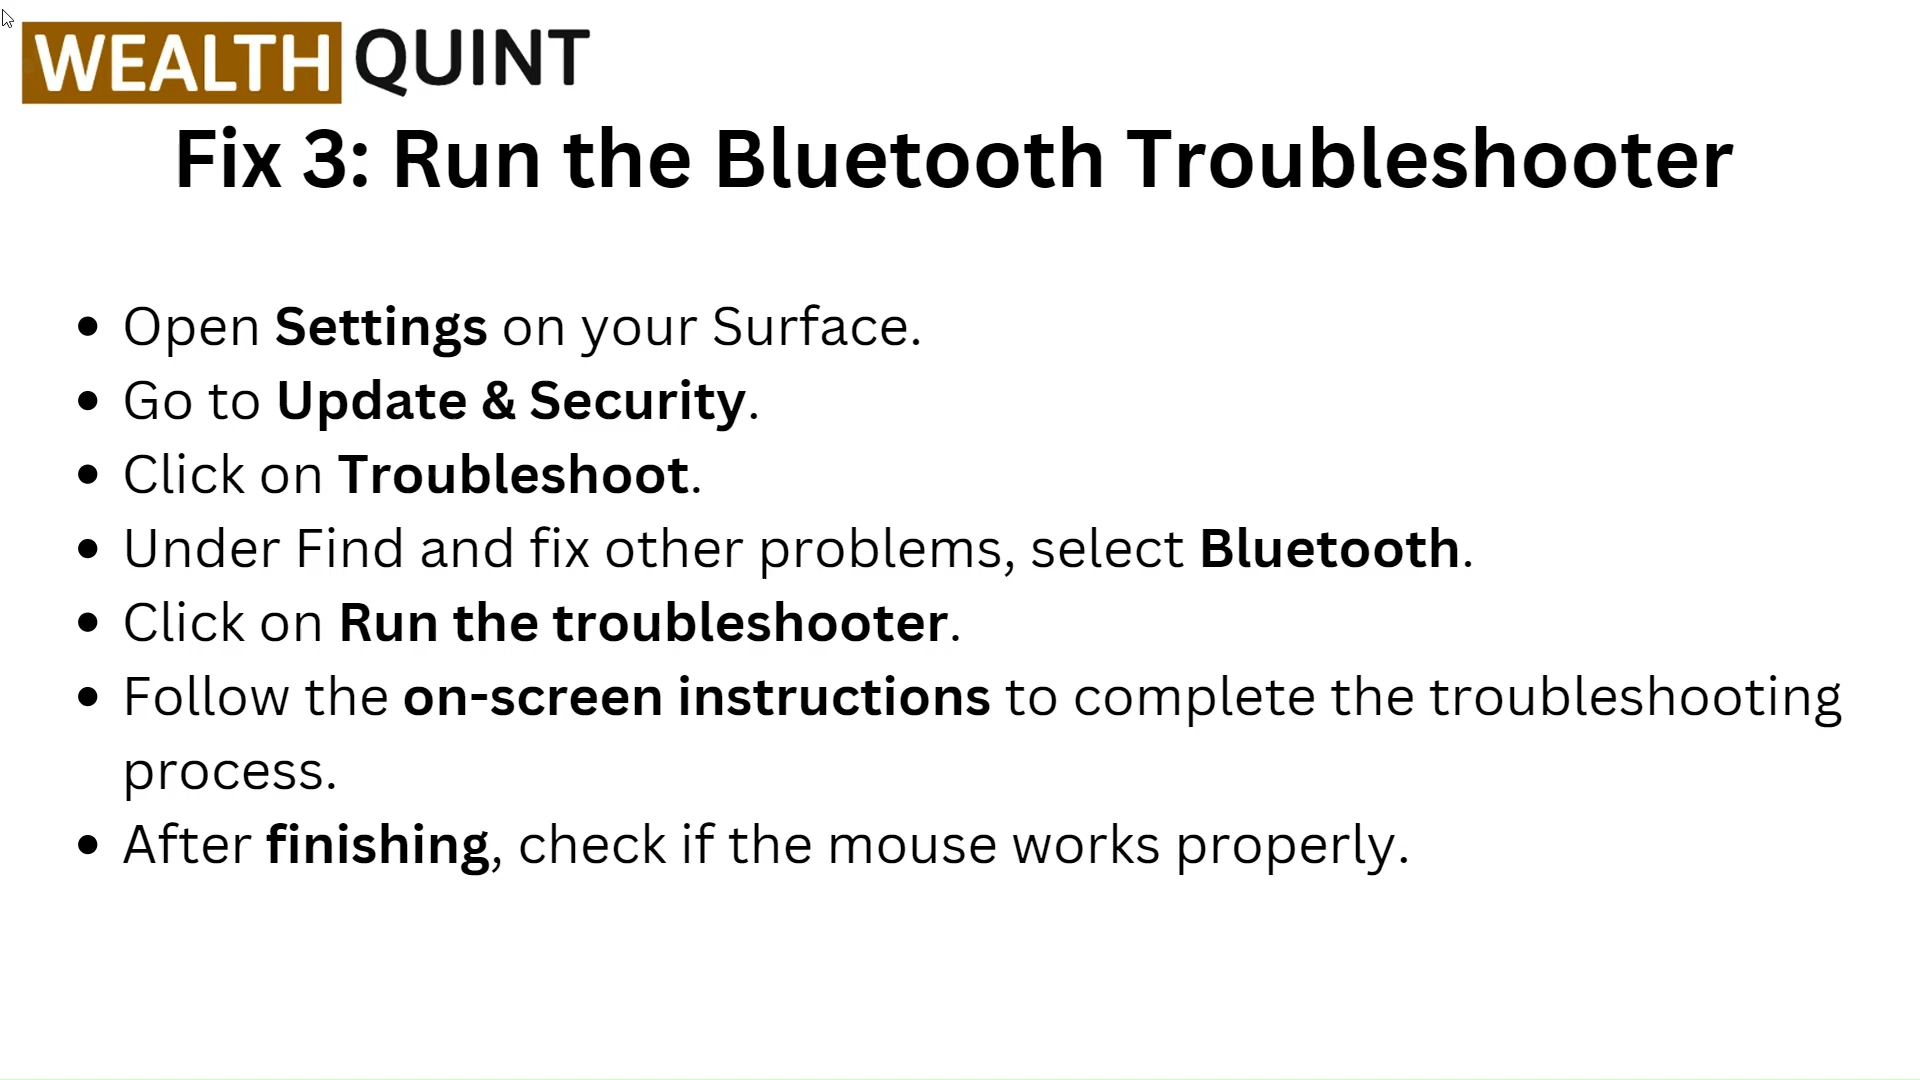 WEALTH QUINT
Fix 3: Run the Bluetooth Troubleshooter
• Open Settings on your Surface.
• Go to Update & Security.
• Click on Troubleshoot.
• Under Find and fix other problems, select Bluetooth.
• Click on Run the troubleshooter.
• Follow the on-screen instructions to complete the troubleshooting
process.
• After finishing, check if the mouse works properly.